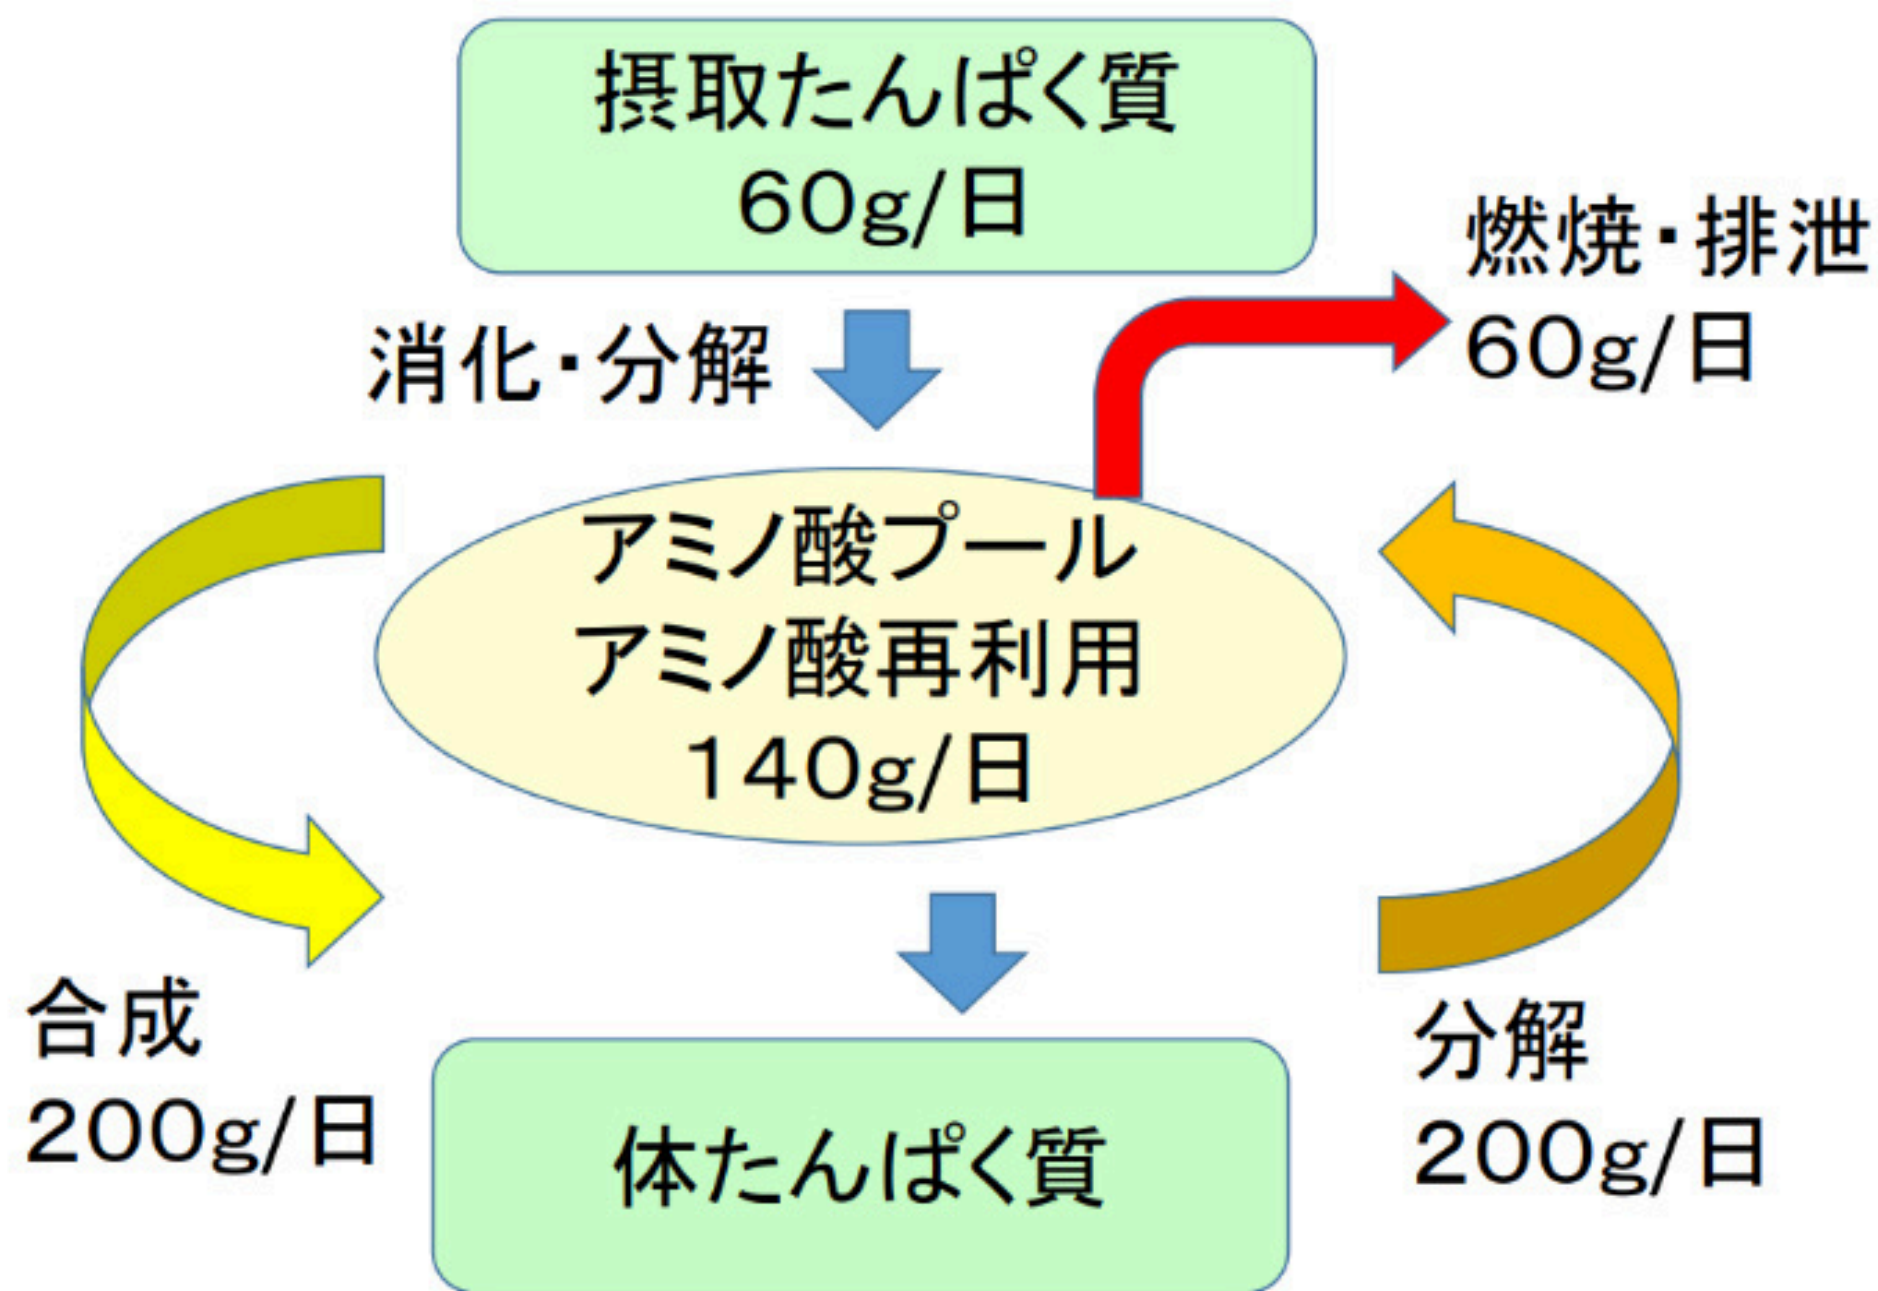 摂取たんぱく質
60g/日
燃焼・排泄
60g/日
消化・分解
アミノ酸プール
アミノ酸再利用
140g/日
合成
200g/日
分解
200g/日
体たんぱく質